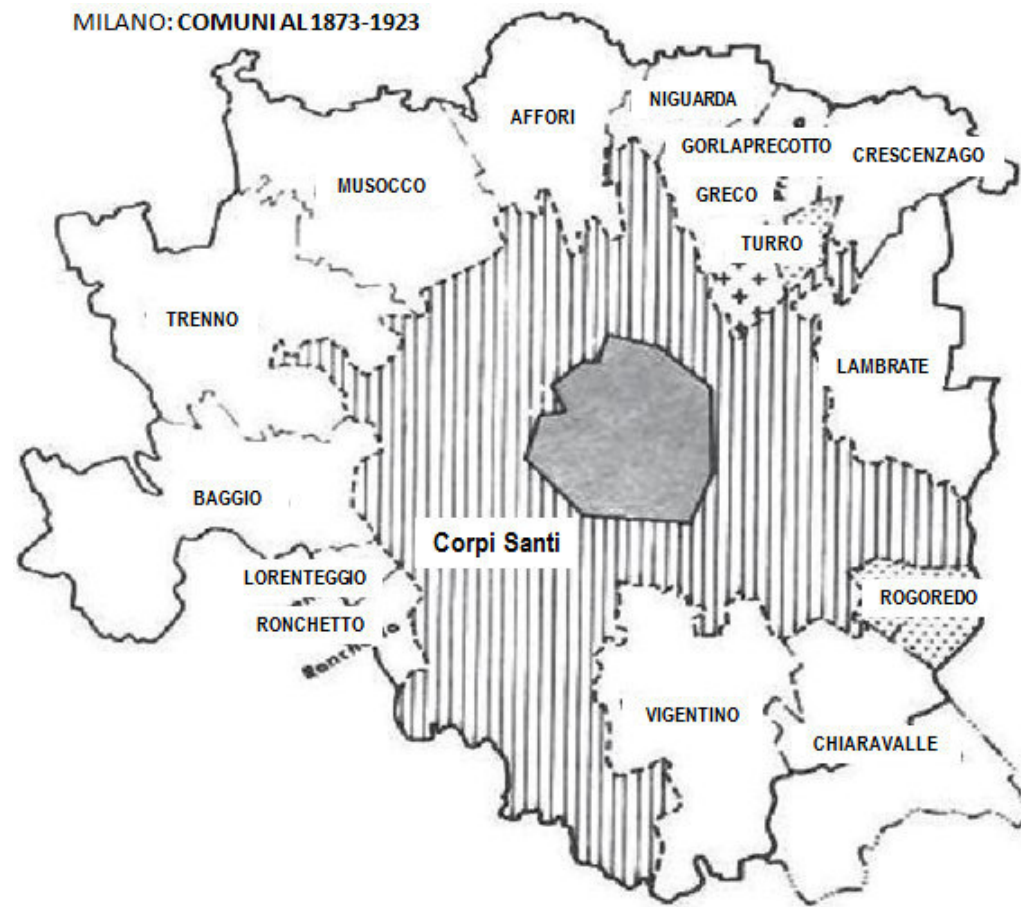 MILANO: COMUNI AL 1873-1923
AFFORI
NIGUARDA
GORLAPRECOTTO
CRESCENZAGO
MUSOCCO
GRECO
TURRO
TRENNO
LAMBRATE
BAGGIO
Corpi Santi
LORENTEGGIO
ROGOREDO
RONCHETTO
VIGENTINO
CHIARAVALLE